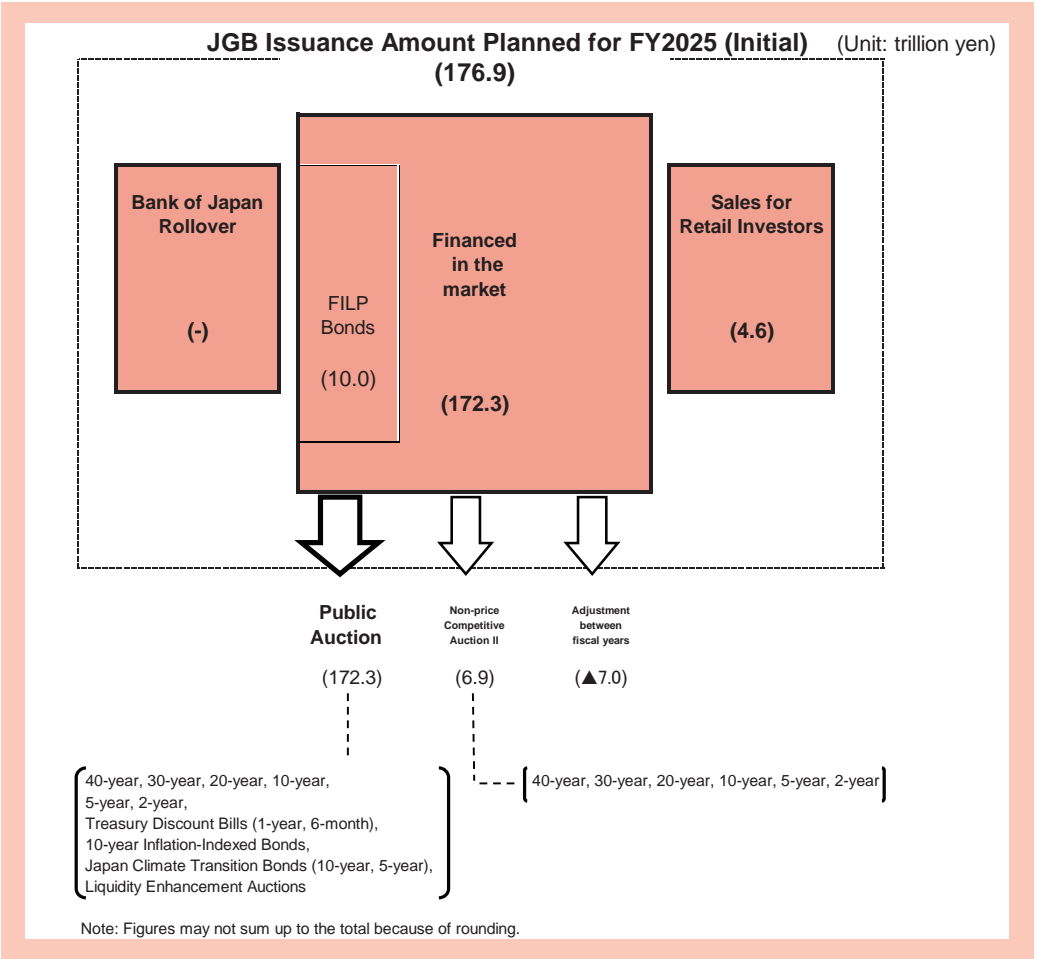 JGB Issuance Amount Planned for FY2025 (Initial) (Unit: trillion yen)
(176.9)
Bank of Japan
Rollover
(-)
FILP
Bonds
(10.0)
Financed
in the
market
(172.3)
Sales for
Retail Investors
(4.6)
Public
Auction
(172.3)
Non-price
Competitive
Auction II
(6.9)
Adjustment
between
fiscal years
(▲7.0)
40-year, 30-year, 20-year, 10-year,
5-year, 2-year,
Treasury Discount Bills (1-year, 6-month),
10-year Inflation-Indexed Bonds,
Japan Climate Transition Bonds (10-year, 5-year),
Liquidity Enhancement Auctions
40-year, 30-year, 20-year, 10-year, 5-year, 2-year
Note: Figures may not sum up to the total because of rounding.